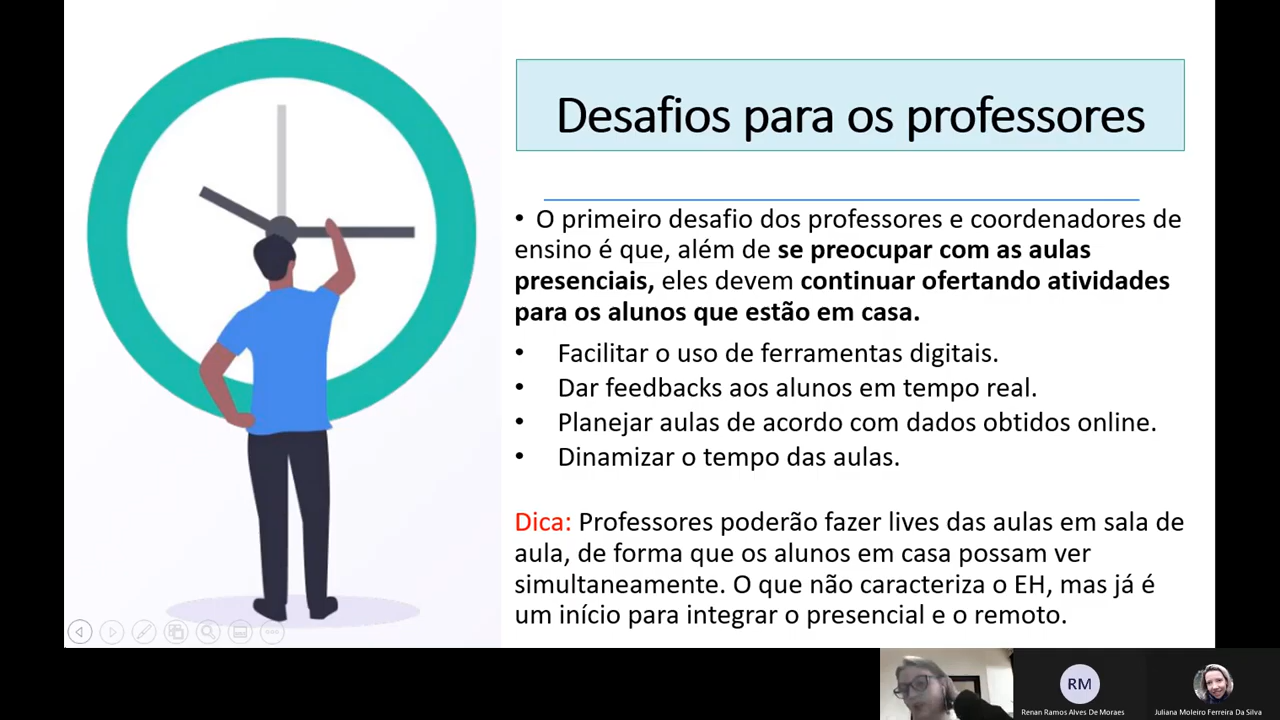 Desafios para os professores
• O primeiro desafio dos professores e coordenadores de
ensino é que, além de se preocupar com as aulas
presenciais, eles devem continuar ofertando atividades
para os alunos que estão em casa.
• Facilitar o uso de ferramentas digitais.
• Dar feedbacks aos alunos em tempo real.
• Planejar aulas de acordo com dados obtidos online.
• Dinamizar o tempo das aulas.
Dica: Professores poderão fazer lives das aulas em sala de
aula, de forma que os alunos em casa possam ver
simultaneamente. O que não caracteriza o EH, mas já é
um início para integrar o presencial e o remoto.
RM
Renan Ramos Alves De Moraes
Juliana Moleiro Ferreira Da Silva